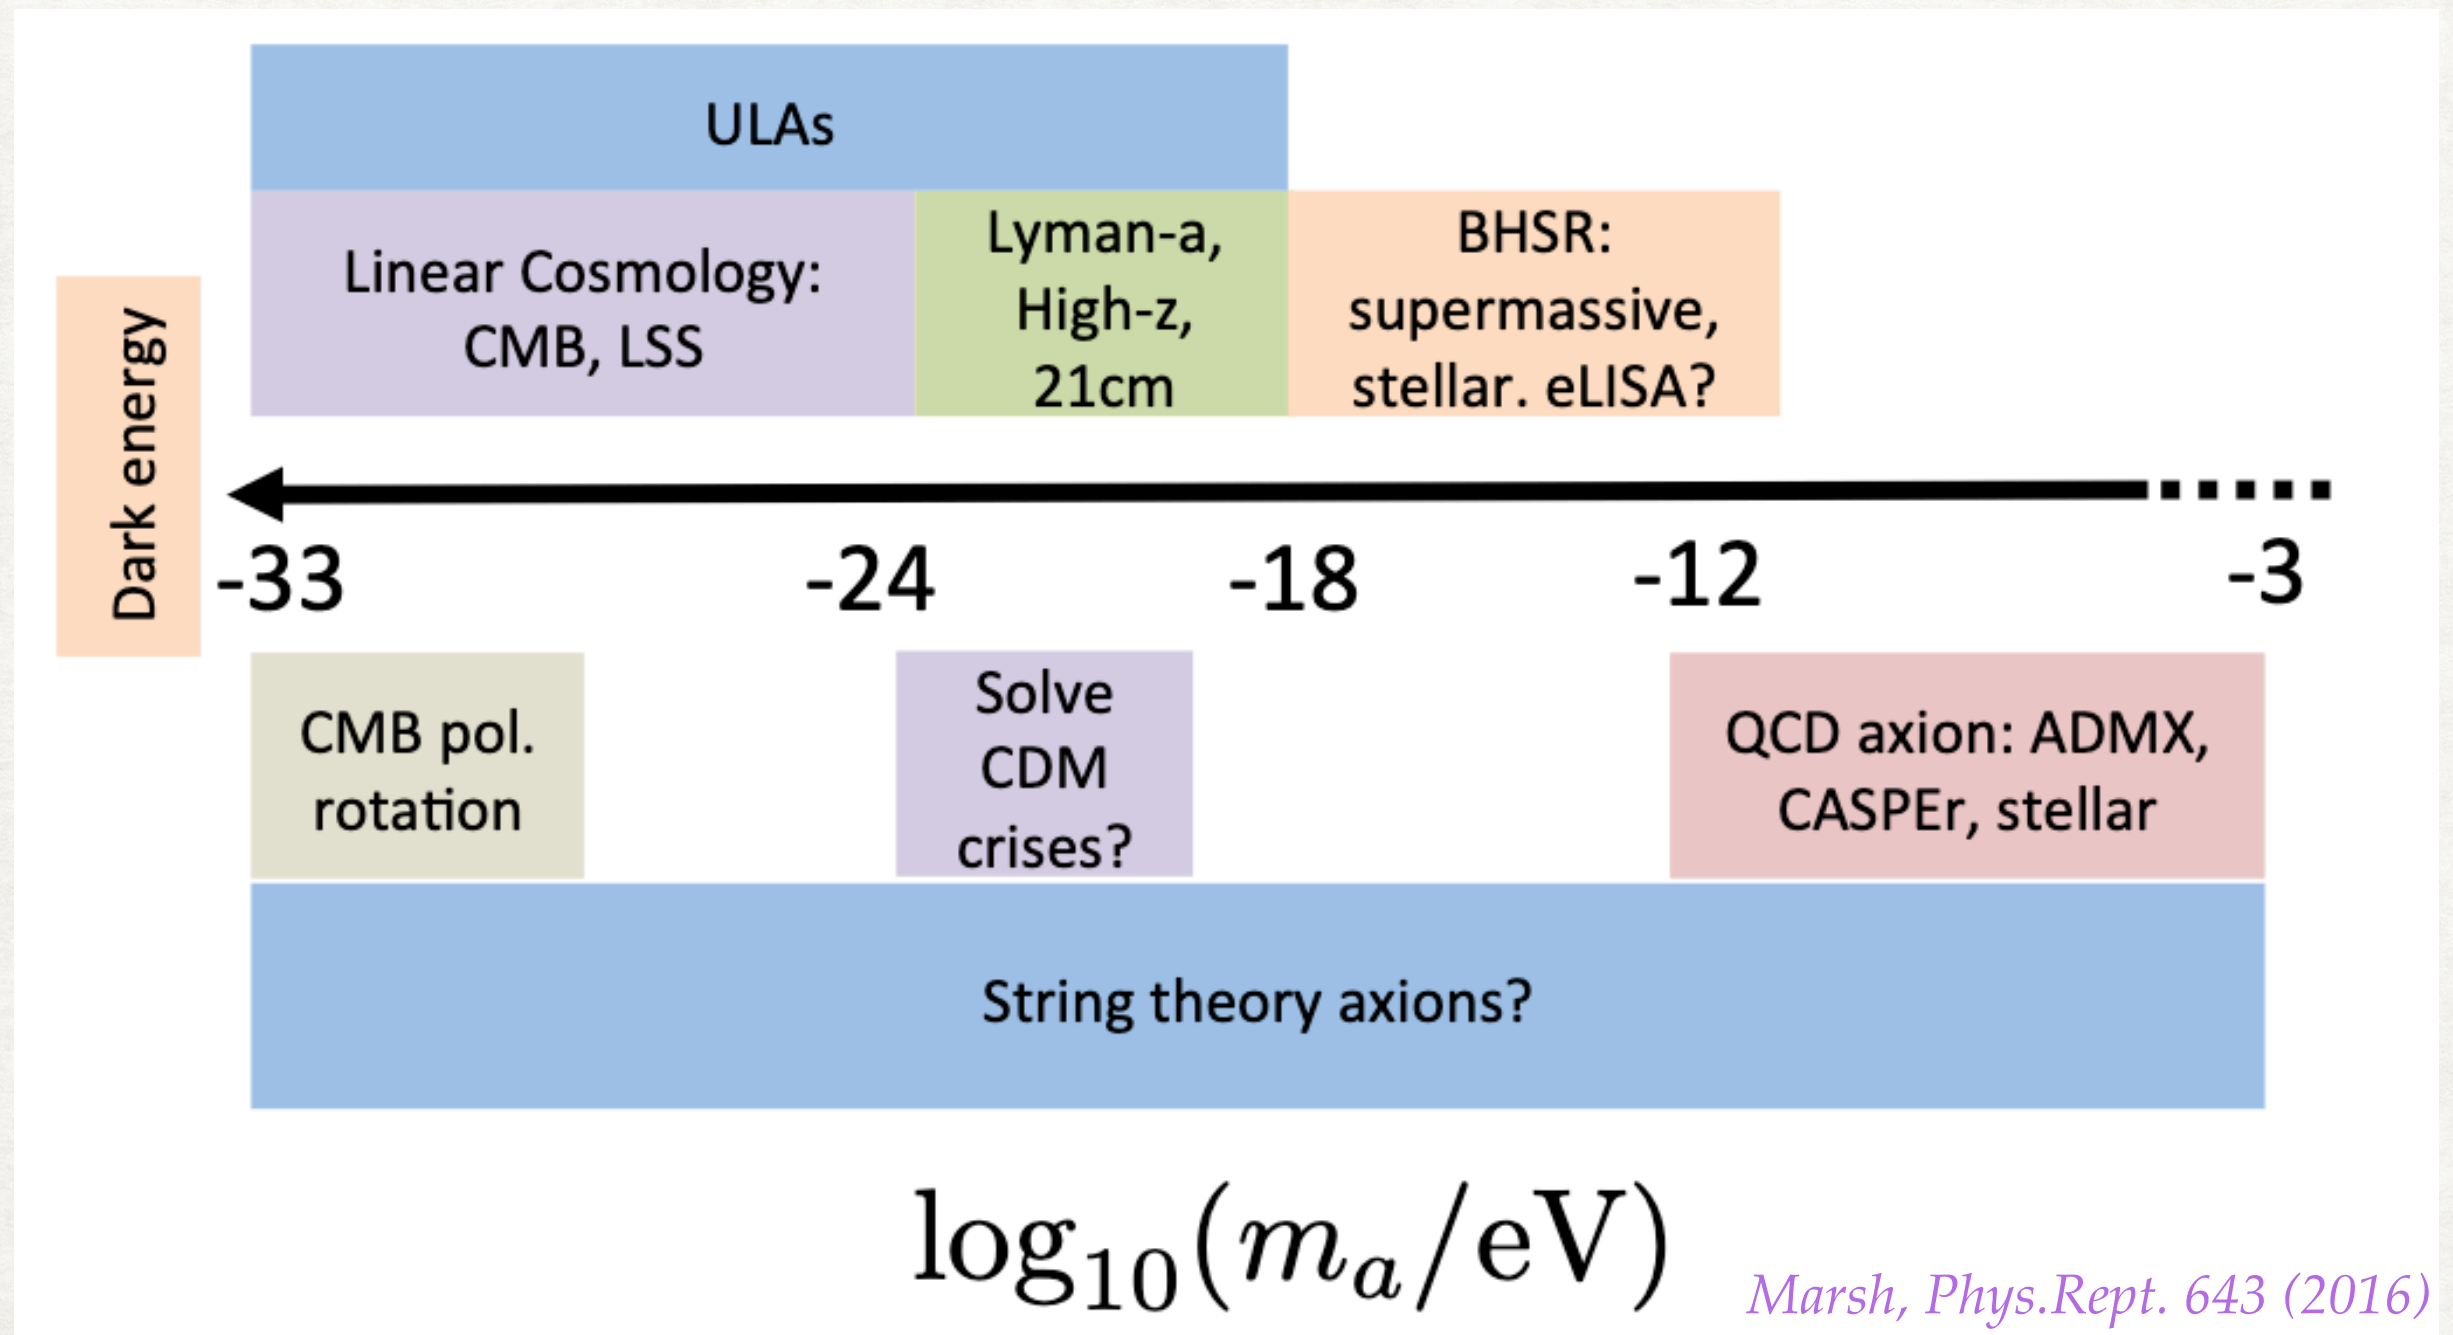 ULAs
Linear Cosmology:
CMB, LSS
Lyman-a,
High-z,
21cm
BHSR:
supermassive,
stellar. eLISA?
Dark energy
-33
-24
-18
-12
-3
CMB pol.
rotation
Solve
CDM
crises?
QCD axion: ADMX,
CASPEr, stellar
String theory axions?
log₁₀(mₐ/eV)
Marsh, Phys.Rept. 643 (2016)